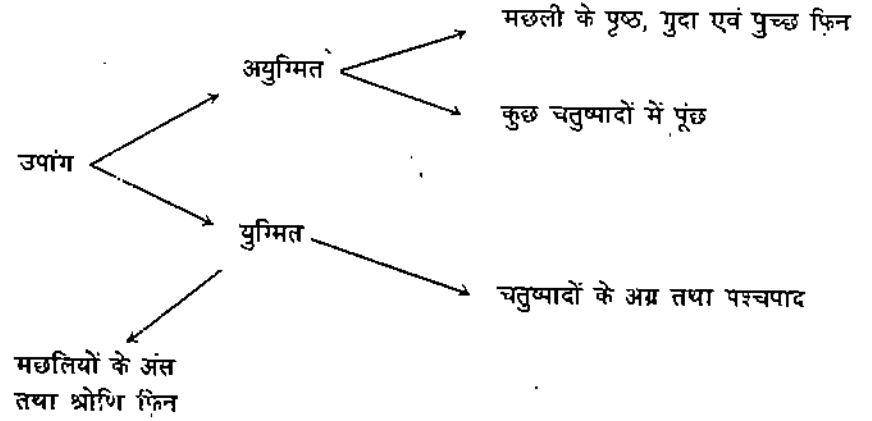 मछली के पृष्ठ, गुदा एवं पुच्छ फिन
अयुग्मित
कुछ चतुष्पादों में पूंछ
उपांग
युग्मित
चतुष्पादों के अग्र तथा पश्चपाद
मछलियों के अंस
तथा श्रोणि फिन